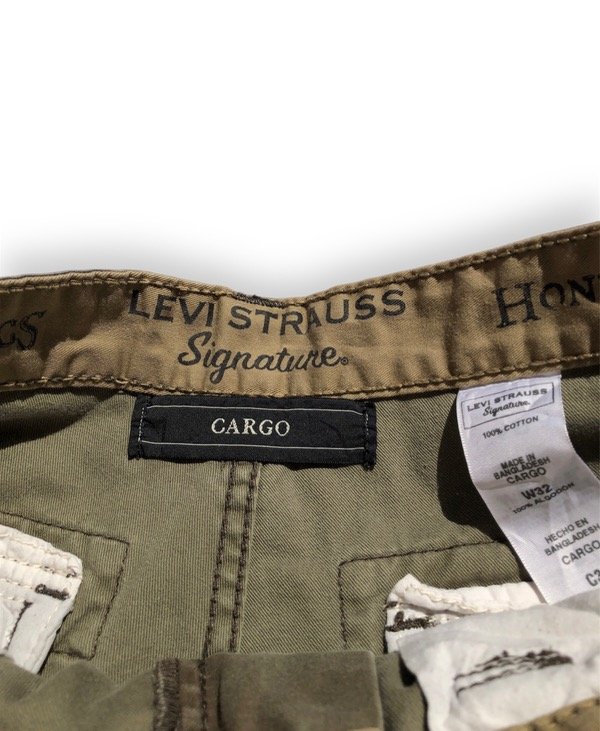 GS
LEVI STRAUSS
Signature®
HON
CARGO
LEVI STRAUSS
Signature®
100% COTTON
MADE IN
BANGLADESH
CARGO
W32
100% ALGODON
HECHO EN
BANGLADESH
CARGO